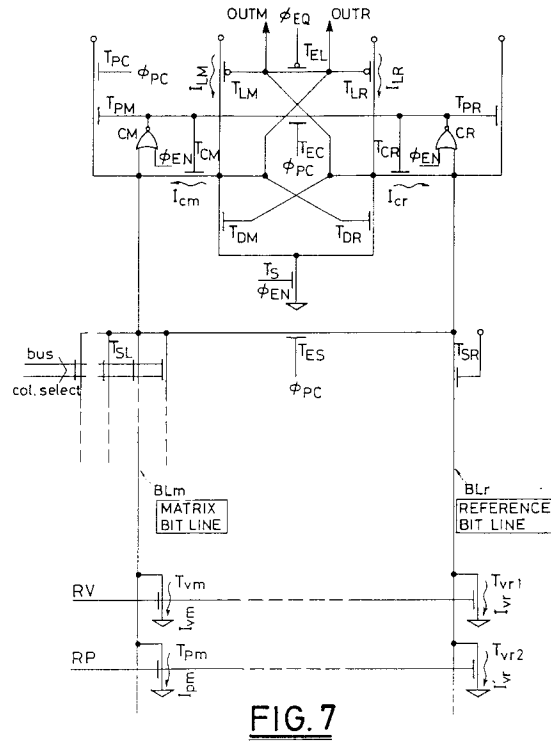 OUTM ΦEQ OUTR
TPC TEL
ΦPC ILM TLM TLR ILR
TPM TPR
CM TCM TEC TCR CR
ΦEN ΦPC ΦEN
Icm Icr
TDM TDR
TS
ΦEN
bus TSL TES TSR
col. select ΦPC
BLm BLr
MATRIX BIT LINE
REFERENCE BIT LINE
RV Tvm Ivm Tvr1 Ivr
RP Tpm Ipm Tvr2 Ivr
FIG. 7